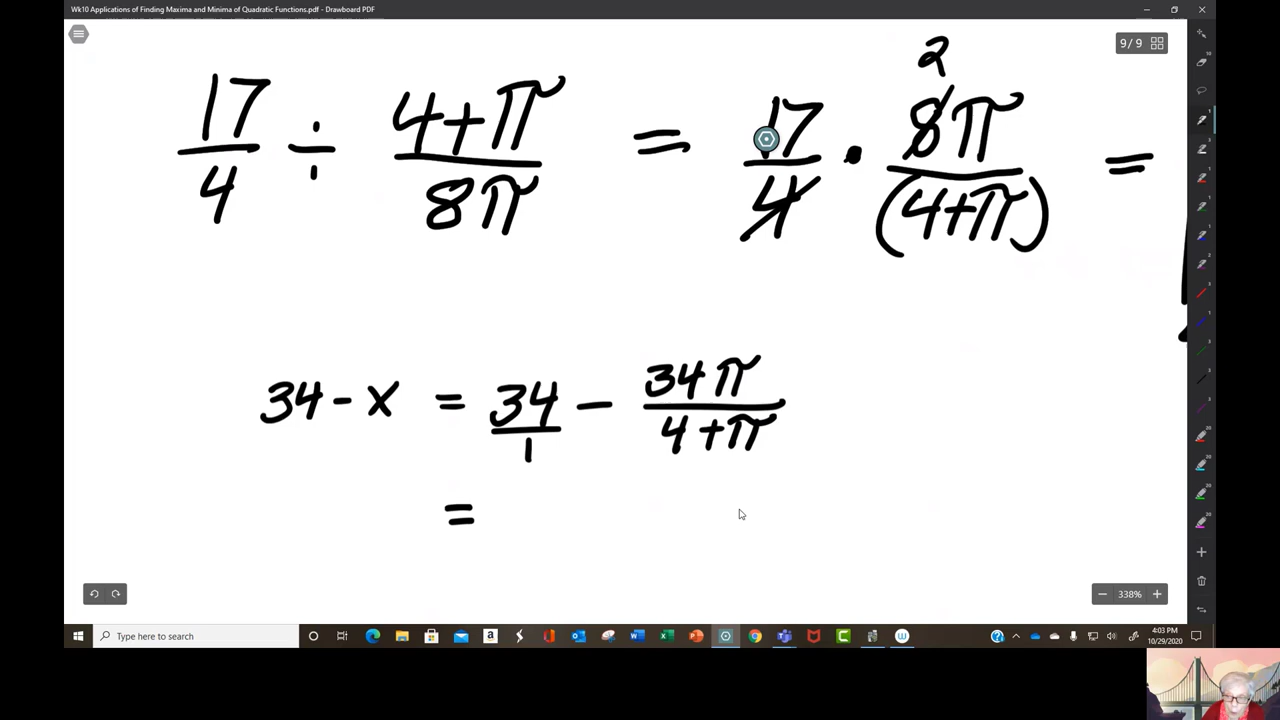 Wk10 Applications of Finding Maxima and Minima of Quadratic Functions.pdf - Drawboard PDF
9 / 9
17/4 ÷ (4+π)/(8π) = 17/4 · 8π/(4+π) =
2
34 - x = 34/1 - 34π/(4+π)
=
338%
Type here to search
4:03 PM
10/29/2020